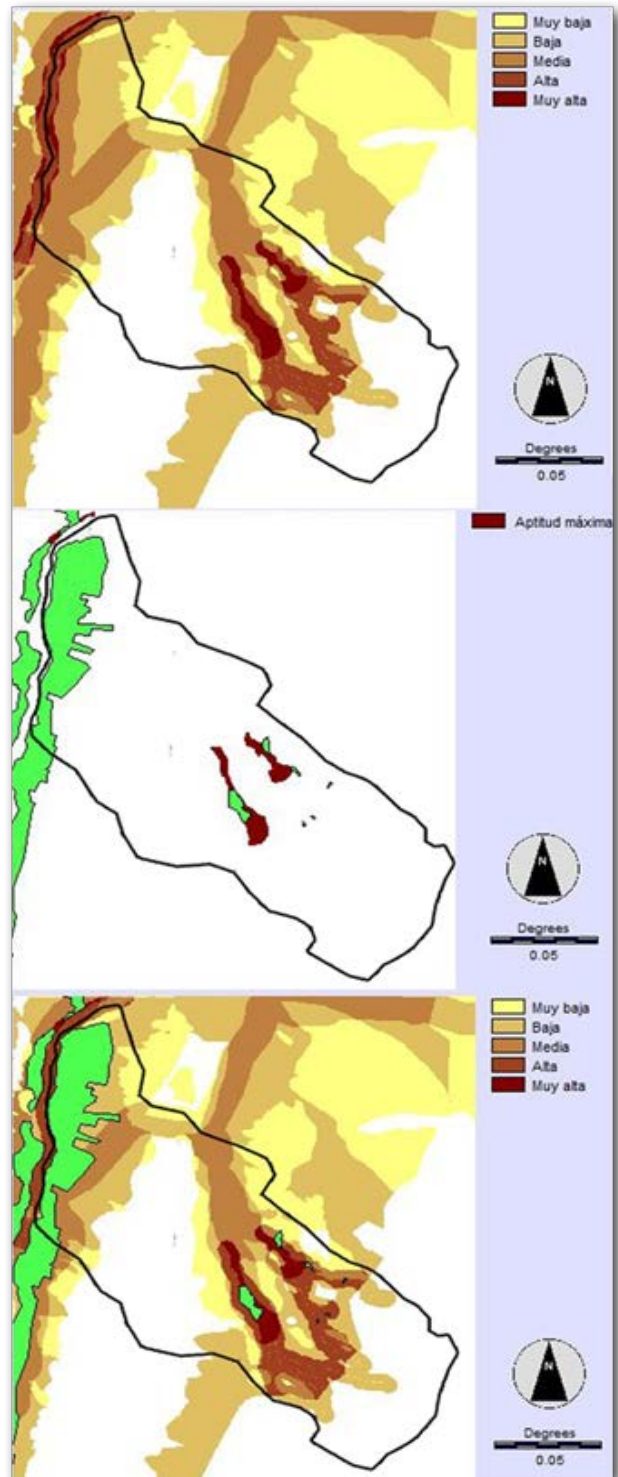 Muy baja
Baja
Media
Alta
Muy alta
N
Degrees
0.05
Aptitud máxima
N
Degrees
0.05
Muy baja
Baja
Media
Alta
Muy alta
N
Degrees
0.05